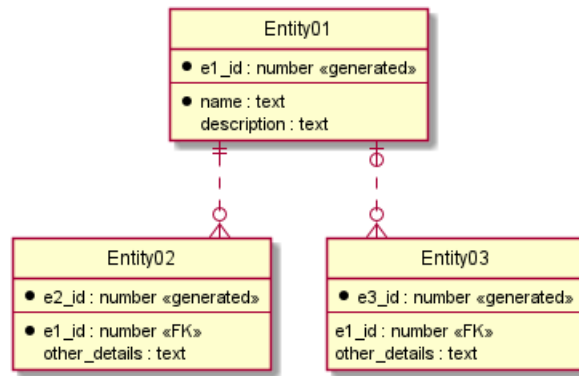 Entity01
e1_id : number «generated»
name : text
description : text
Entity02
e2_id : number «generated»
e1_id : number «FK»
other_details : text
Entity03
e3_id : number «generated»
e1_id : number «FK»
other_details : text